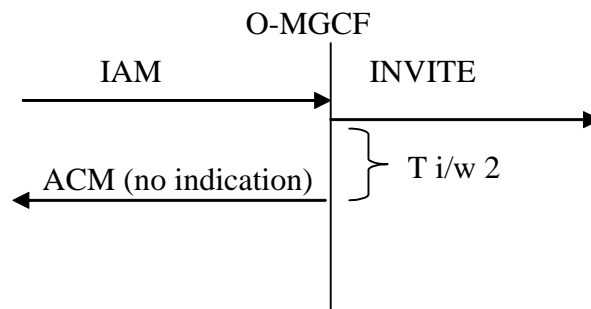 O-MGCF
IAM
INVITE
T i/w 2
ACM (no indication)